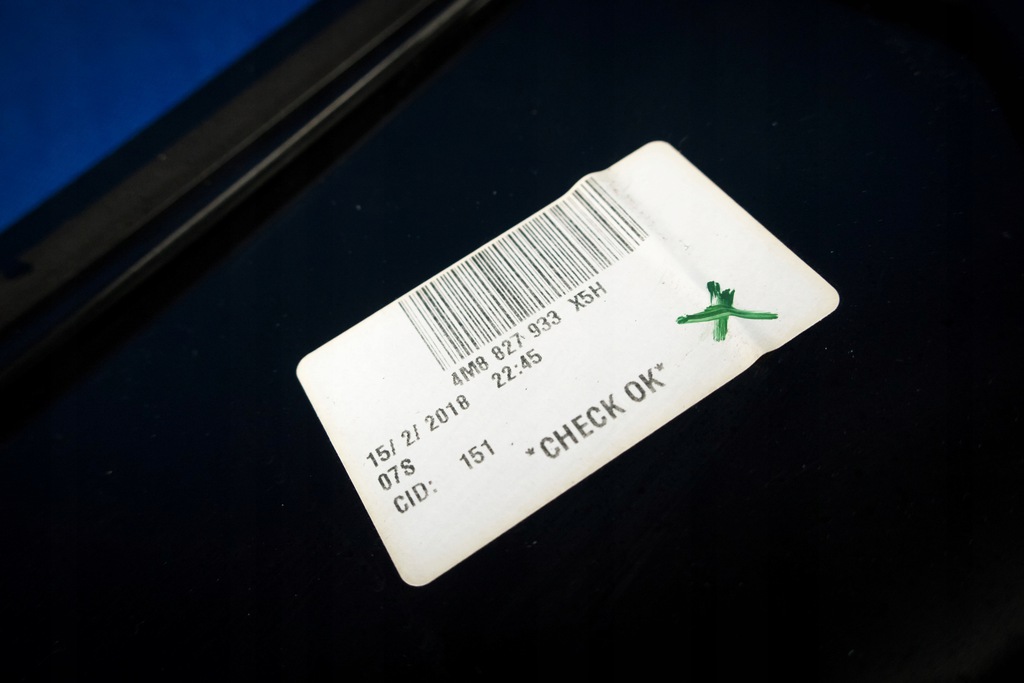 4M8 827 933 X5H
15/ 2/ 2018 22:45
07S
CID: 151 *CHECK OK*